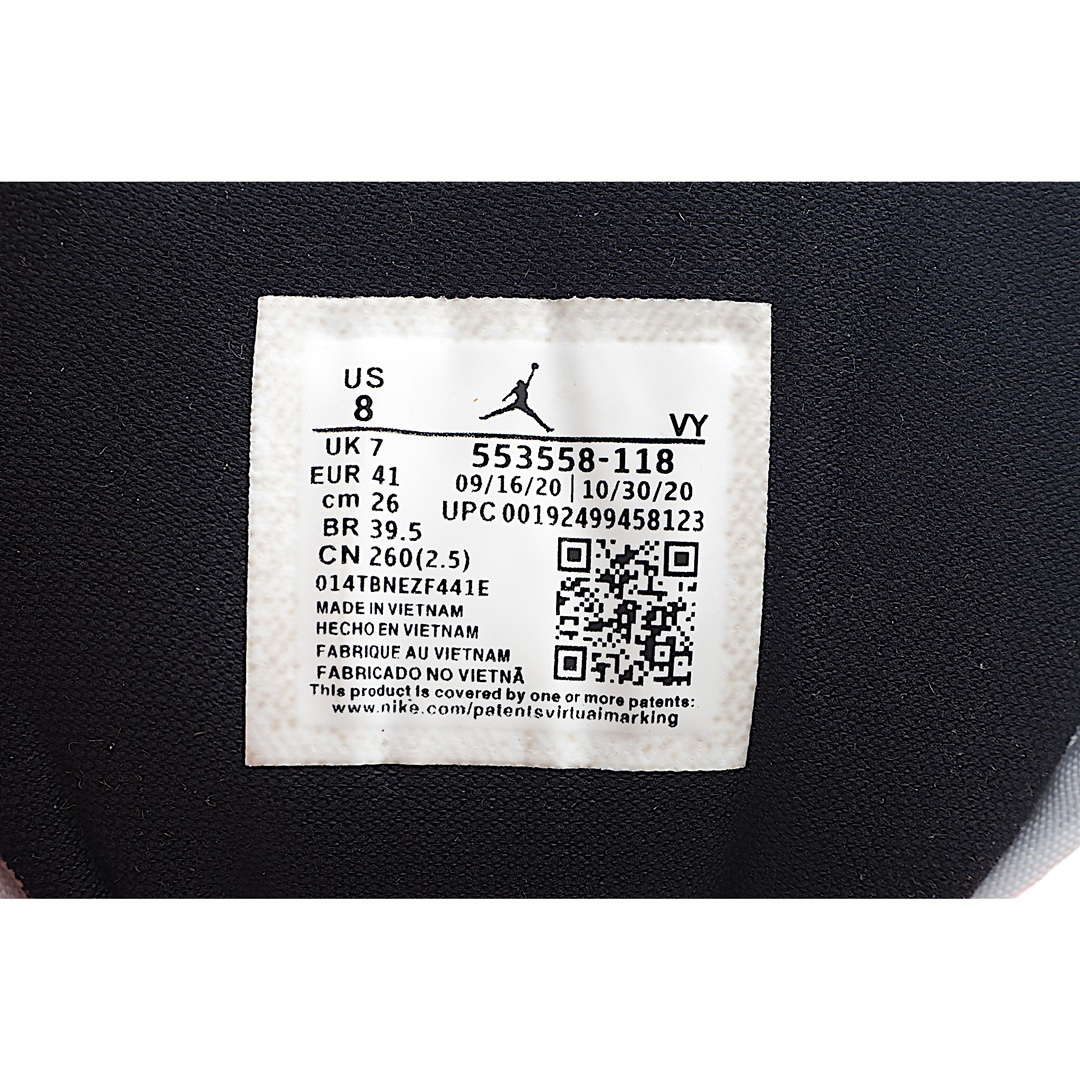 US
8
VY
UK 7
EUR 41
cm 26
BR 39.5
CN 260(2.5)
553558-118
09/16/20 | 10/30/20
UPC 00192499458123
014TBNEZF441E
MADE IN VIETNAM
HECHO EN VIETNAM
FABRIQUE AU VIETNAM
FABRICADO NO VIETNÃ
This product is covered by one or more patents:
www.nike.com/patentsvirtualmarking